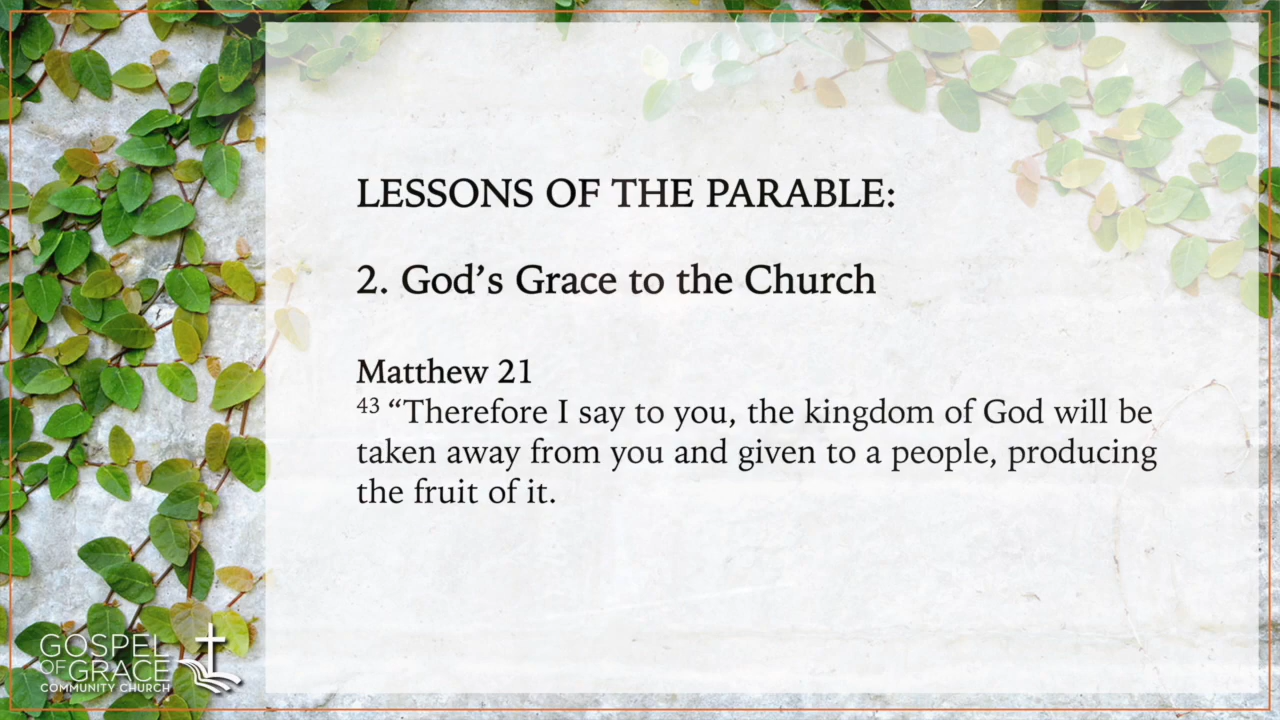 LESSONS OF THE PARABLE:
2. God’s Grace to the Church
Matthew 21
43 “Therefore I say to you, the kingdom of God will be
taken away from you and given to a people, producing
the fruit of it.
GOSPEL
OF GRACE
COMMUNITY CHURCH